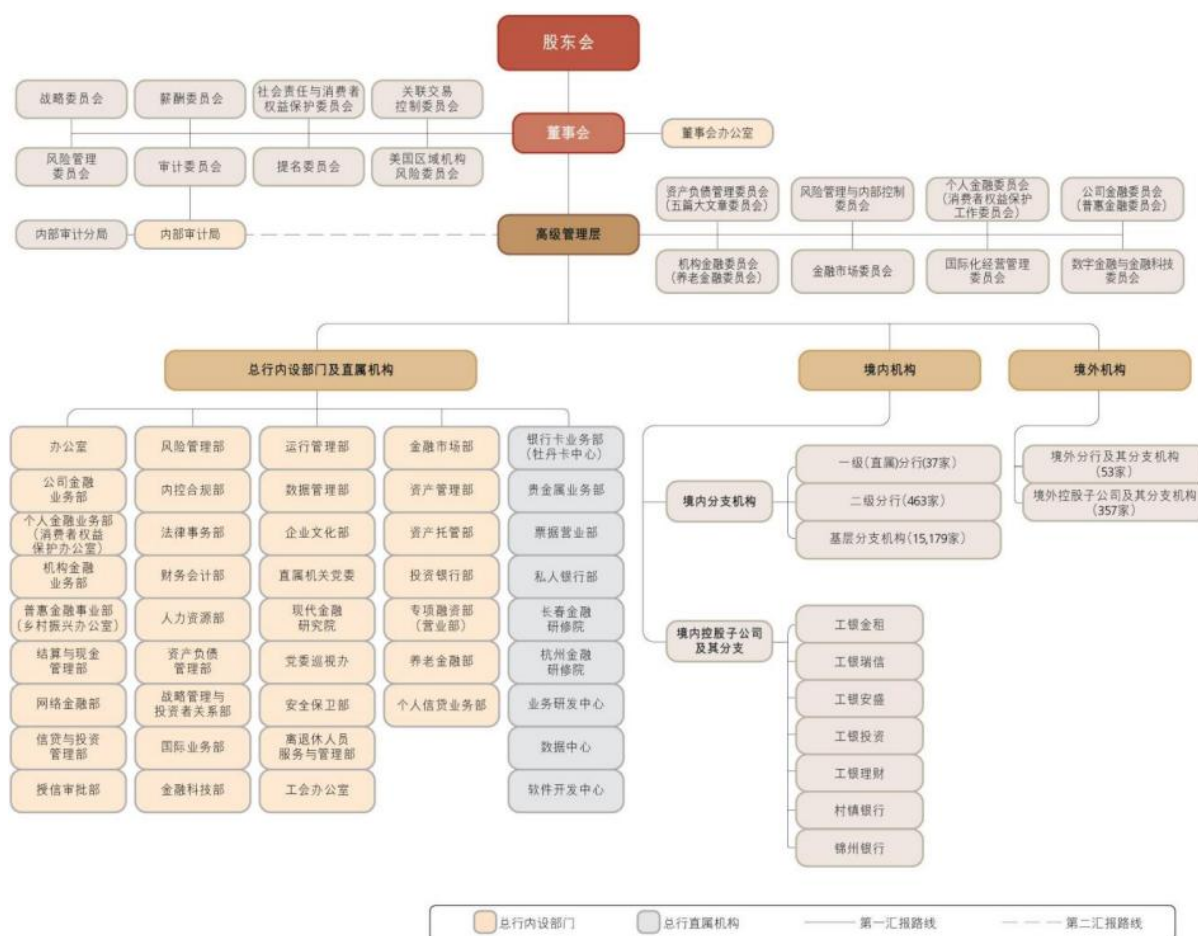 股东会
战略委员会
薪酬委员会
社会责任与消费者
权益保护委员会
关联交易
控制委员会
董事会
董事会办公室
风险管理
委员会
审计委员会
提名委员会
美国区域机构
风险委员会
资产负债管理委员会
(五篇大文章委员会)
风险管理与内部控制
委员会
个人金融委员会
(消费者权益保护
工作委员会)
公司金融委员会
(普惠金融委员会)
内部审计分局
内部审计局
高级管理层
机构金融委员会
(养老金融委员会)
金融市场委员会
国际化经营管理
委员会
数字金融与金融科技
委员会
总行内设部门及直属机构
境内机构
境外机构
办公室
公司金融
业务部
个人金融业务部
(消费者权益
保护办公室)
机构金融
业务部
普惠金融事业部
(乡村振兴办公室)
结算与现金
管理部
网络金融部
信贷与投资
管理部
授信审批部
风险管理部
内控合规部
法律事务部
财务会计部
人力资源部
资产负债
管理部
战略管理与
投资者关系部
国际业务部
金融科技部
运行管理部
数据管理部
企业文化部
直属机关党委
现代金融
研究院
党委巡视办
安全保卫部
离退休人员
服务与管理部
工会办公室
金融市场部
资产管理部
资产托管部
投资银行部
专项融资部
(营业部)
养老金融部
个人信贷业务部
银行卡业务部
(牡丹卡中心)
贵金属业务部
票据营业部
私人银行部
长春金融
研修院
杭州金融
研修院
业务研发中心
数据中心
软件开发中心
境内分支机构
一级(直属)分行(37家)
二级分行(463家)
基层分支机构(15,179家)
境内控股子公司
及其分支
工银金租
工银瑞信
工银安盛
工银投资
工银理财
村镇银行
锦州银行
境外分行及其分支机构
(53家)
境外控股子公司及其分支机构
(357家)
总行内设部门
总行直属机构
第一汇报路线
第二汇报路线